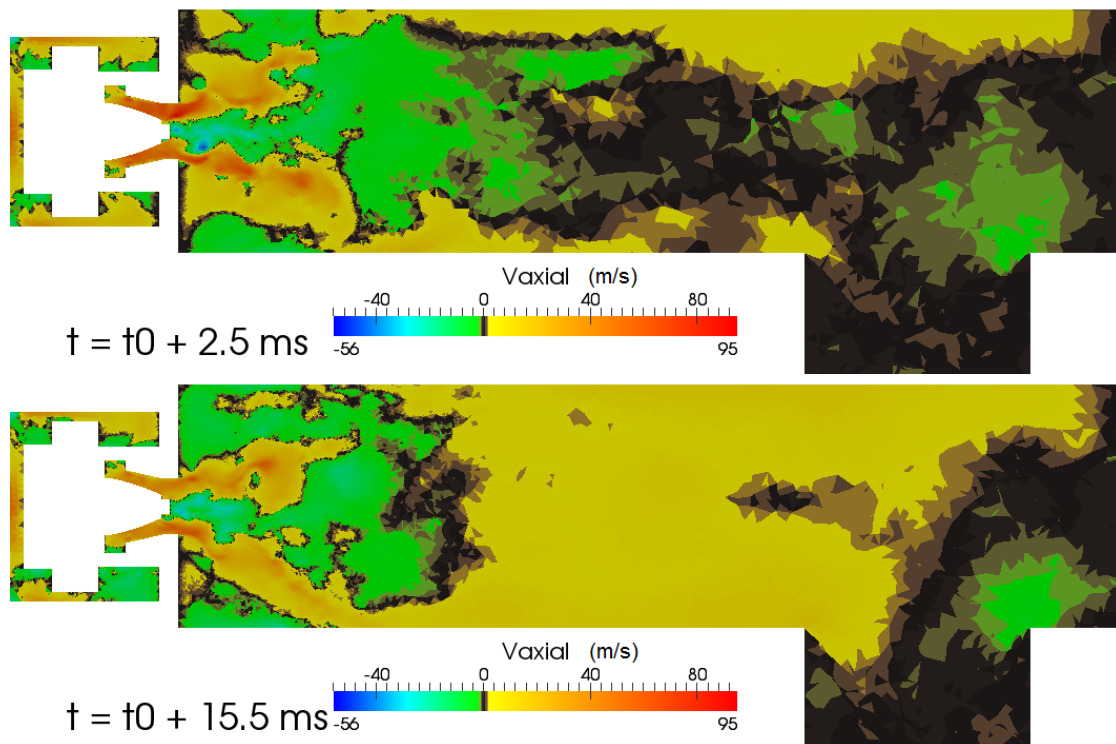 Vaxial (m/s)
-40 0 40 80
-56 95
t = t0 + 2.5 ms
Vaxial (m/s)
-40 0 40 80
-56 95
t = t0 + 15.5 ms